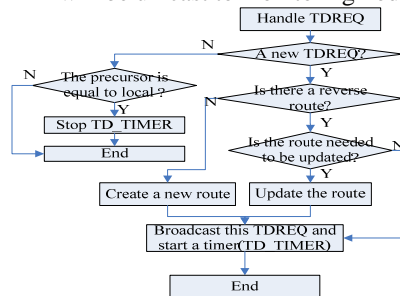 Handle TDREQ
N
A new TDREQ?
N
Y
The precursor is
equal to local ?
Is there a reverse
route?
N
Y
Y
Stop TD_TIMER
Is the route needed
to be updated?
N
End
Y
Create a new route
Update the route
Broadcast this TDREQ and
start a timer(TD_TIMER)
End